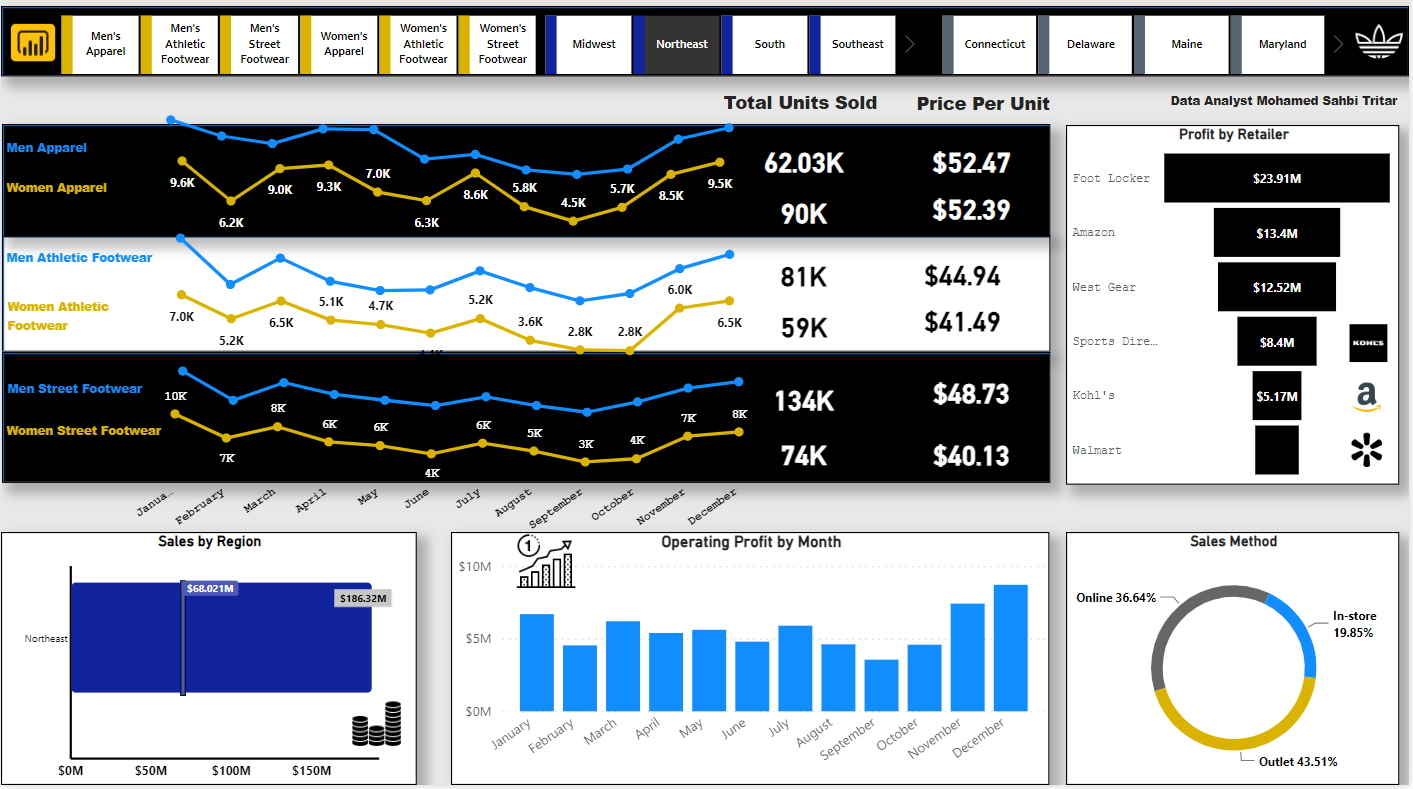 Men's
Apparel
Men's
Athletic
Footwear
Men's
Street
Footwear
Women's
Apparel
Women's
Athletic
Footwear
Women's
Street
Footwear
Midwest
Northeast
South
Southeast
Connecticut
Delaware
Maine
Maryland
Total Units Sold
Price Per Unit
Data Analyst Mohamed Sahbi Tritar
Men Apparel
Women Apparel
9.6K
6.2K
9.0K
9.3K
7.0K
6.3K
8.6K
5.8K
4.5K
5.7K
8.5K
9.5K
62.03K
$52.47
90K
$52.39
Men Athletic Footwear
Women Athletic
Footwear
7.0K
5.2K
6.5K
5.1K
4.7K
5.2K
3.6K
2.8K
2.8K
6.0K
6.5K
81K
$44.94
59K
$41.49
Men Street Footwear
Women Street Footwear
10K
7K
8K
6K
6K
4K
6K
5K
3K
4K
7K
8K
134K
$48.73
74K
$40.13
Janua...
February
March
April
May
June
July
August
September
October
November
December
Profit by Retailer
Foot Locker
$23.91M
Amazon
$13.4M
West Gear
$12.52M
Sports Dire...
$8.4M
KOHL'S
Kohl's
$5.17M
a
Walmart
Sales by Region
$68.021M
$186.32M
Northeast
$0M
$50M
$100M
$150M
Operating Profit by Month
1
$10M
$5M
$0M
January
February
March
April
May
June
July
August
September
October
November
December
Sales Method
Online 36.64%
In-store
19.85%
Outlet 43.51%